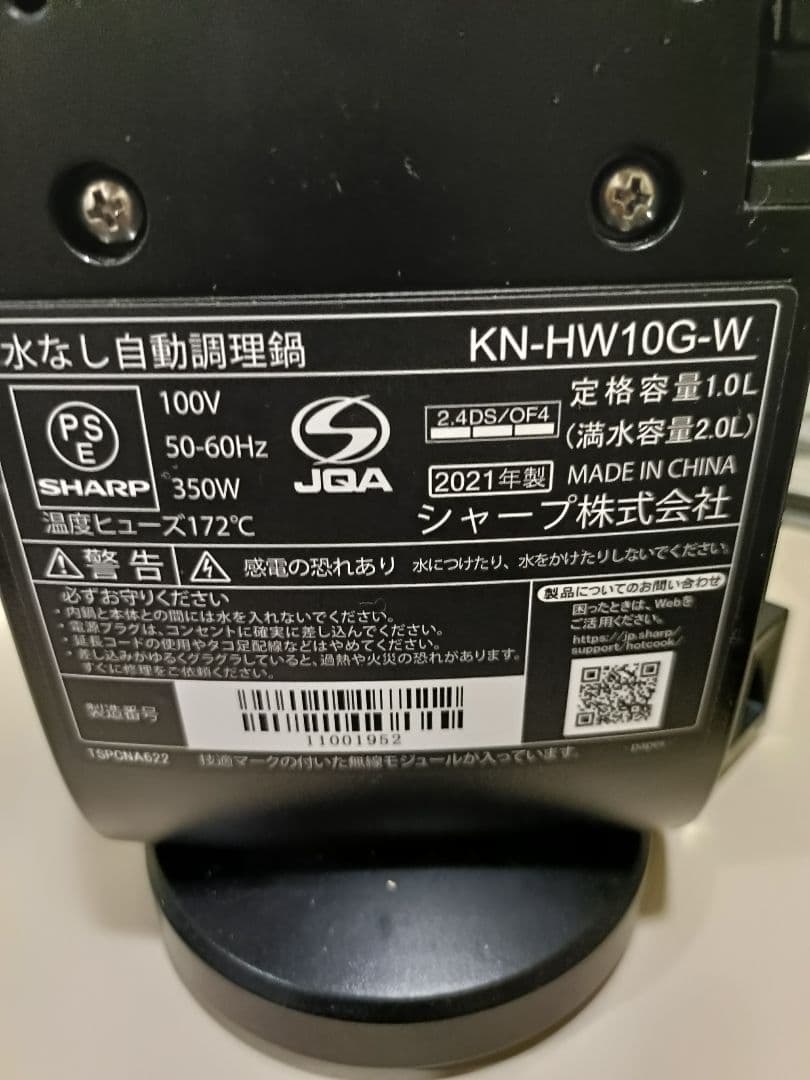 水なし自動調理鍋 KN-HW10G-W
PSE
SHARP
100V
50-60Hz
350W
温度ヒューズ172℃
JQA
2.4DS/OF4
定格容量1.0L
(満水容量2.0L)
2021年製 MADE IN CHINA
シャープ株式会社
警告 感電の恐れあり 水につけたり、水をかけたりしないでください。
必ずお守りください
・内鍋と本体との間には水を入れないでください。
・電源プラグは、コンセントに確実に差し込んでください。
・延長コードの使用やタコ足配線などはやめてください。
・差し込みがゆるくグラグラしていると、過熱や火災の恐れがあります。
すぐに修理をご依頼ください。
製品についてのお問い合わせ
困ったときは、Webを
ご活用ください。
https://jp.sharp/
support/hotcook/
製造番号
11001952
TSPCNA622 技適マークの付いた無線モジュールが入っています。
paper